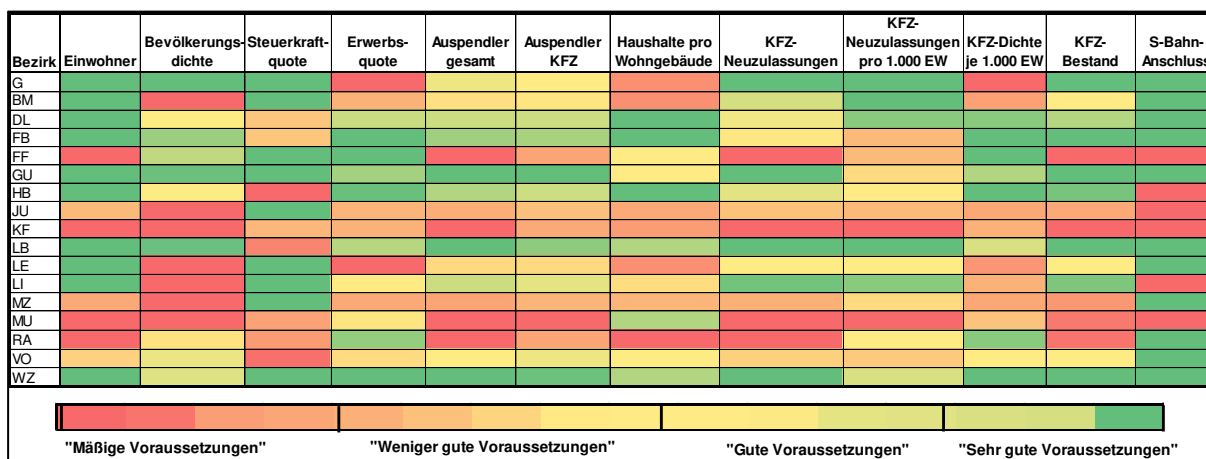 Bezirk Einwohner Bevölkerungs-dichte Steuerkraft-quote Erwerbs-quote Auspendler gesamt Auspendler KFZ Haushalte pro Wohngebäude KFZ-Neuzulassungen KFZ-Neuzulassungen pro 1.000 EW KFZ-Dichte je 1.000 EW KFZ-Bestand S-Bahn-Anschluss
G
BM
DL
FB
FF
GU
HB
JU
KF
LB
LE
LI
MZ
MU
RA
VO
WZ
"Mäßige Voraussetzungen" "Weniger gute Voraussetzungen" "Gute Voraussetzungen" "Sehr gute Voraussetzungen"